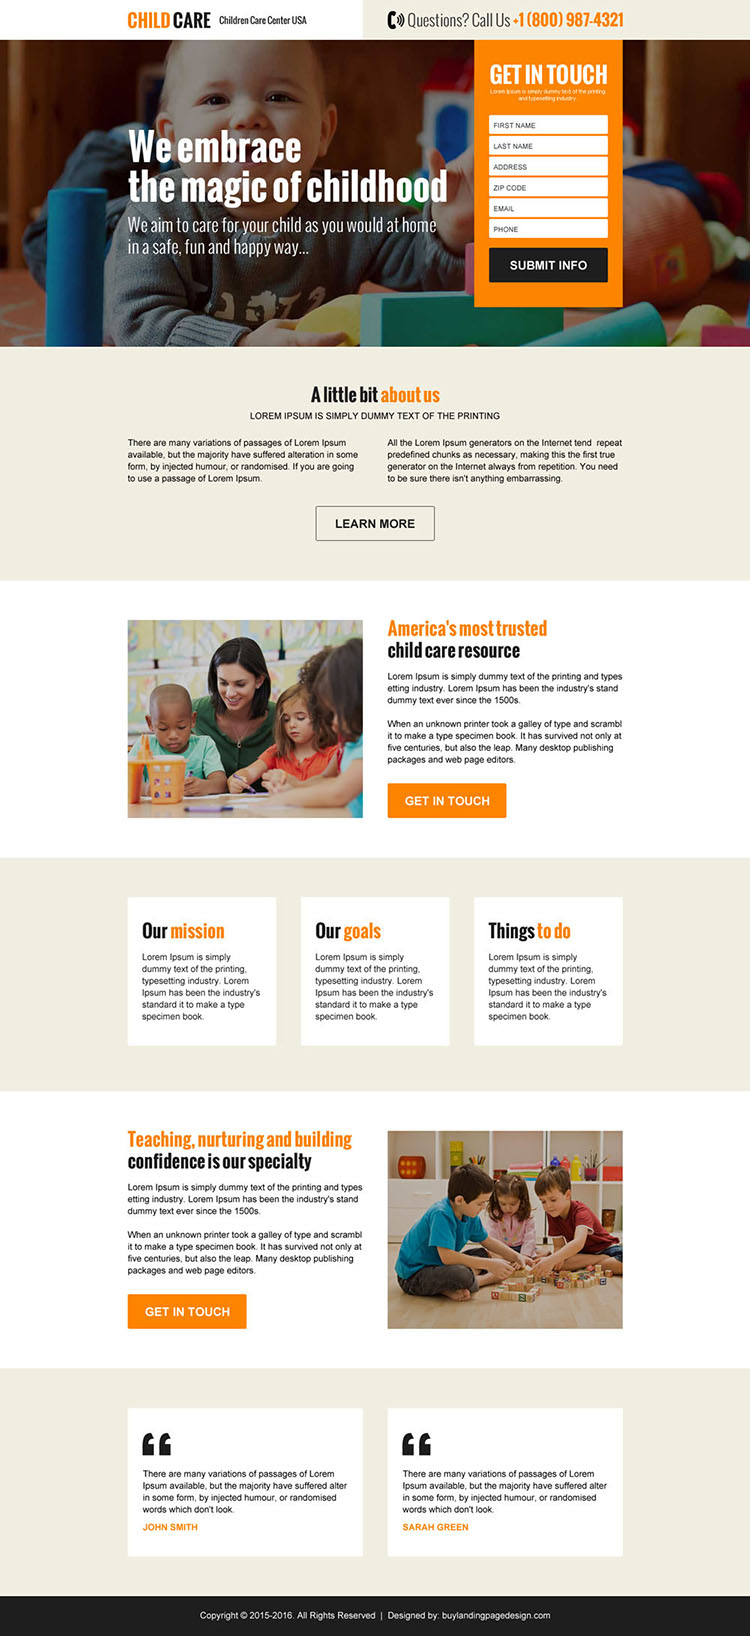 CHILD CARE Children Care Center USA
Questions? Call Us +1 (800) 987-4321
We embrace
the magic of childhood
We aim to care for your child as you would at home
in a safe, fun and happy way...
GET IN TOUCH
Lorem Ipsum is simply dummy text of the printing
and typesetting industry.
FIRST NAME
LAST NAME
ADDRESS
ZIP CODE
EMAIL
PHONE
SUBMIT INFO
A little bit about us
LOREM IPSUM IS SIMPLY DUMMY TEXT OF THE PRINTING
There are many variations of passages of Lorem Ipsum
available, but the majority have suffered alteration in some
form, by injected humour, or randomised. If you are going
to use a passage of Lorem Ipsum.
All the Lorem Ipsum generators on the Internet tend repeat
predefined chunks as necessary, making this the first true
generator on the Internet always from repetition. You need
to be sure there isn't anything embarrassing.
LEARN MORE
America's most trusted
child care resource
Lorem Ipsum is simply dummy text of the printing and types
etting industry. Lorem Ipsum has been the industry's stand
dummy text ever since the 1500s.
When an unknown printer took a galley of type and scrambl
it to make a type specimen book. It has survived not only at
five centuries, but also the leap. Many desktop publishing
packages and web page editors.
GET IN TOUCH
Our mission
Lorem Ipsum is simply
dummy text of the printing,
typesetting industry. Lorem
Ipsum has been the industry's
standard it to make a type
specimen book.
Our goals
Lorem Ipsum is simply
dummy text of the printing,
typesetting industry. Lorem
Ipsum has been the industry's
standard it to make a type
specimen book.
Things to do
Lorem Ipsum is simply
dummy text of the printing,
typesetting industry. Lorem
Ipsum has been the industry's
standard it to make a type
specimen book.
Teaching, nurturing and building
confidence is our specialty
Lorem Ipsum is simply dummy text of the printing and types
etting industry. Lorem Ipsum has been the industry's stand
dummy text ever since the 1500s.
When an unknown printer took a galley of type and scrambl
it to make a type specimen book. It has survived not only at
five centuries, but also the leap. Many desktop publishing
packages and web page editors.
GET IN TOUCH
There are many variations of passages of Lorem
Ipsum available, but the majority have suffered alter
in some form, by injected humour, or randomised
words which don't look.
JOHN SMITH
There are many variations of passages of Lorem
Ipsum available, but the majority have suffered alter
in some form, by injected humour, or randomised
words which don't look.
SARAH GREEN
Copyright © 2015-2016. All Rights Reserved | Designed by: buylandingpagedesign.com